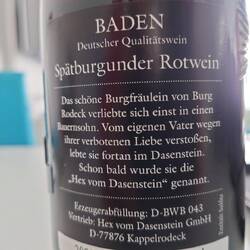 BADEN
Deutscher Qualitätswein
Spätburgunder Rotwein
Das schöne Burgfräulein von Burg
Rodeck verliebte sich einst in einen
Bauernsohn. Vom eigenen Vater wegen
ihrer verbotenen Liebe verstoßen,
lebte sie fortan im Dasenstein.
Schon bald wurde sie die
„Hex vom Dasenstein“ genannt.
Erzeugerabfüllung: D-BWB 043
Vertrieb: Hex vom Dasenstein GmbH
D-77876 Kappelrodeck